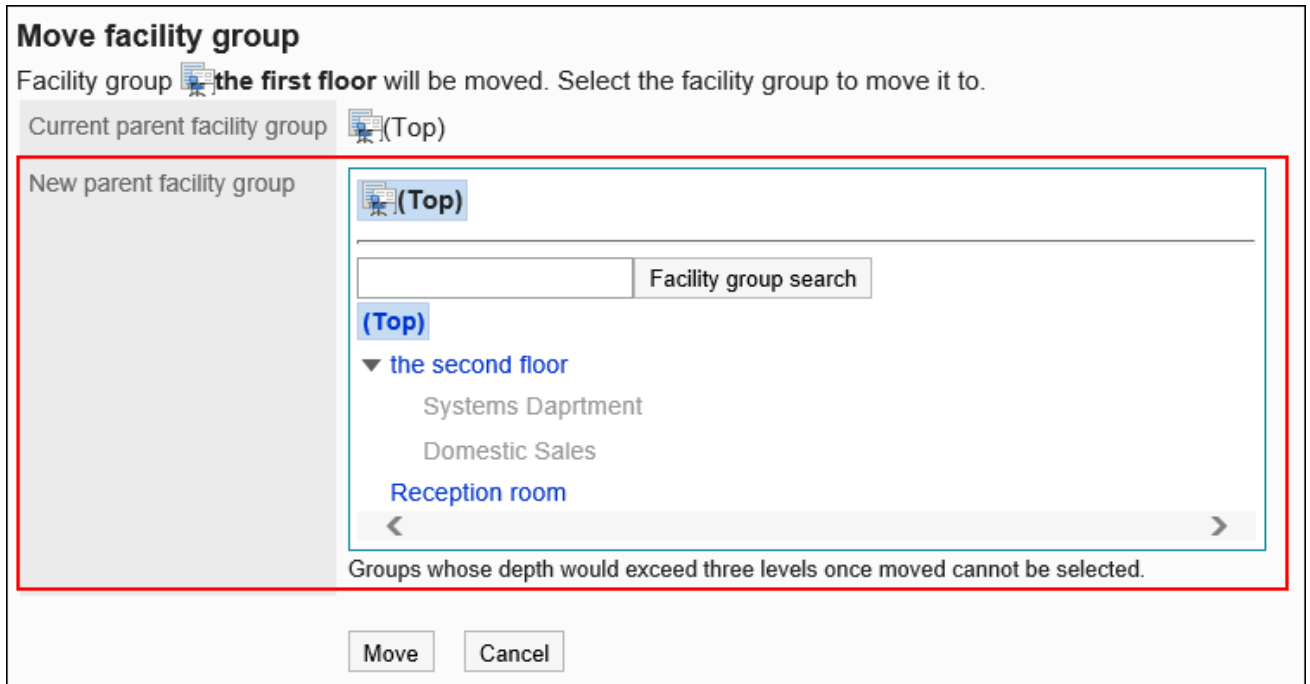 Move facility group
Facility group the first floor will be moved. Select the facility group to move it to.
Current parent facility group (Top)
New parent facility group
(Top)
Facility group search
(Top)
the second floor
Systems Daprtment
Domestic Sales
Reception room
Groups whose depth would exceed three levels once moved cannot be selected.
Move Cancel